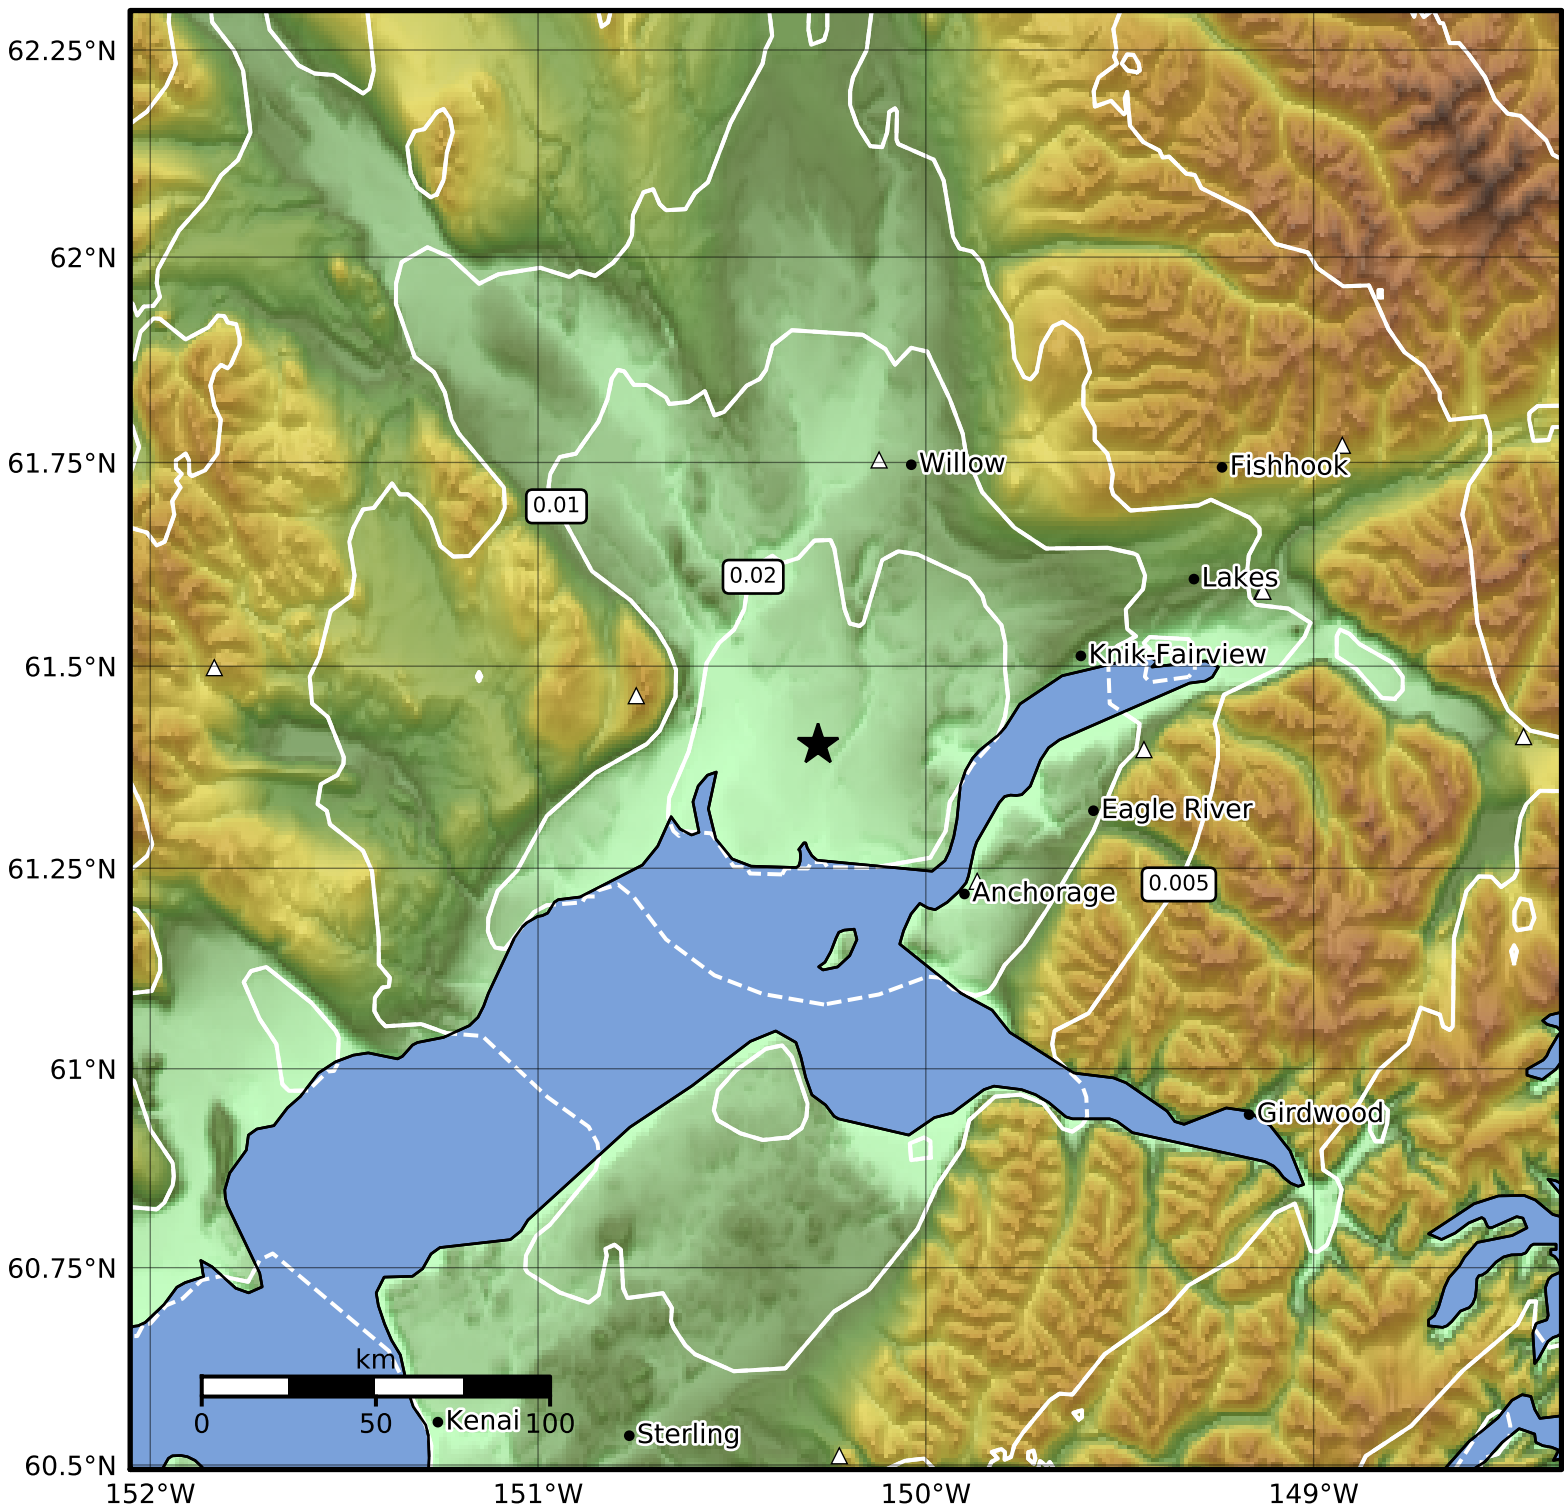 62.25°N
62°N
61.75°N
Willow
Fishhook
0.01
0.02
Lakes
61.5°N
Knik-Fairview
Eagle River
61.25°N
0.005
Anchorage
61°N
Girdwood
60.75°N
km
0 50 100
Kenai
Sterling
60.5°N
152°W 151°W 150°W 149°W